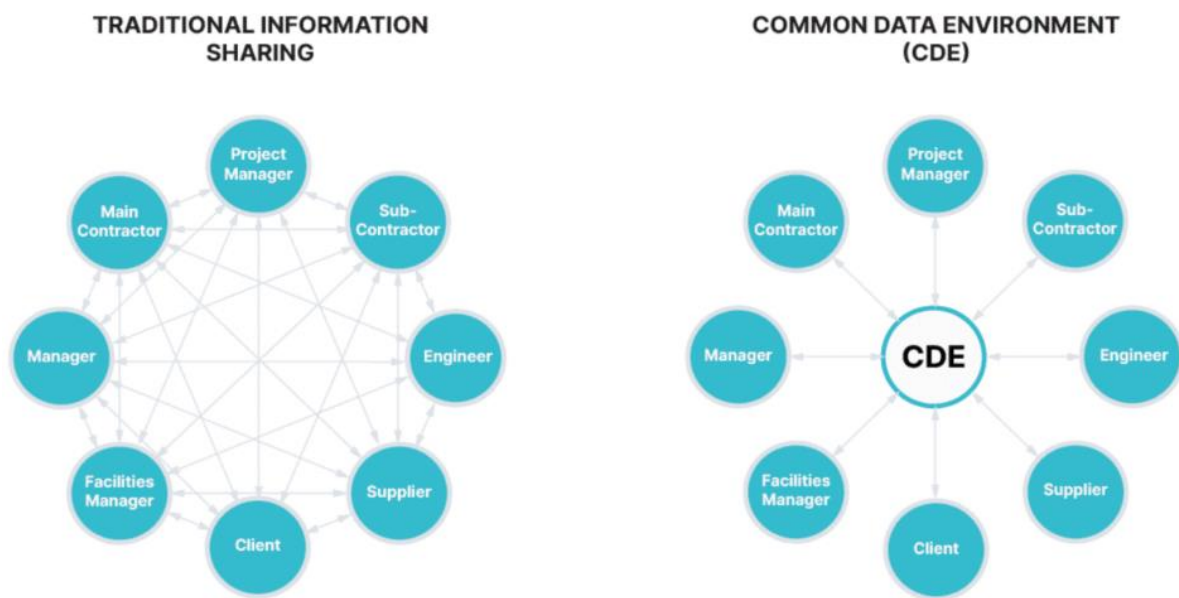 TRADITIONAL INFORMATION
SHARING
Project
Manager
Main
Contractor
Sub-
Contractor
Manager
Engineer
Facilities
Manager
Supplier
Client
COMMON DATA ENVIRONMENT
(CDE)
Project
Manager
Main
Contractor
Sub-
Contractor
Manager
CDE
Engineer
Facilities
Manager
Supplier
Client